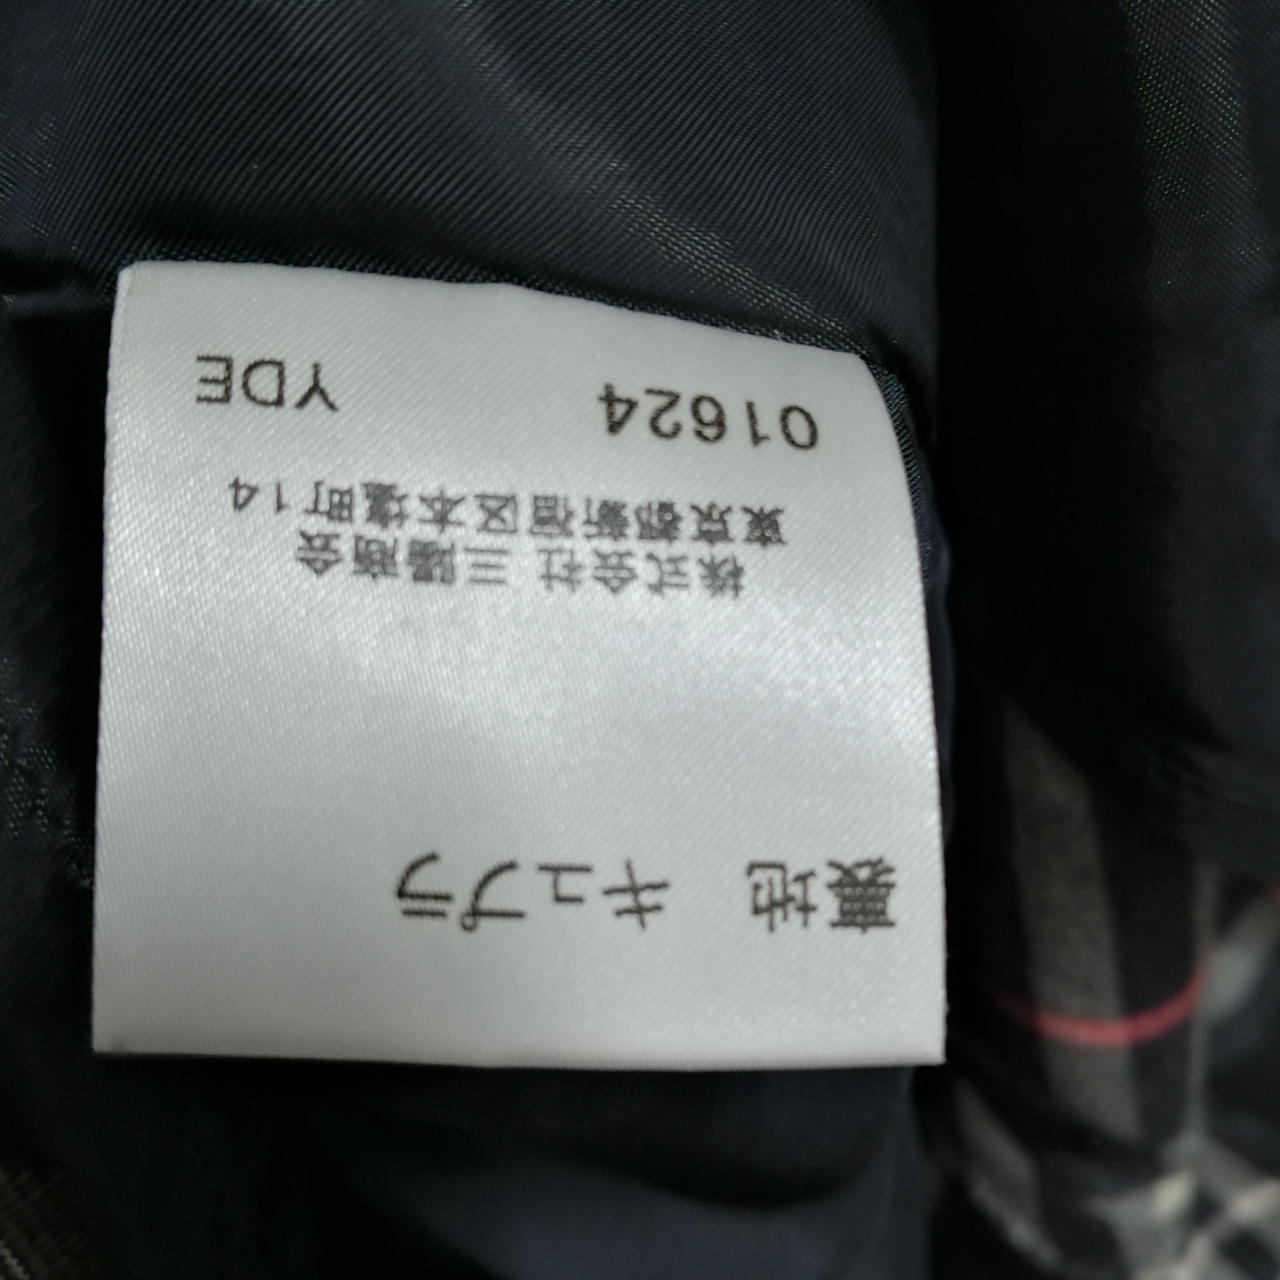 裏地 キュプラ
株式会社 三陽商会
東京都新宿区本塩町14
01624 YDE